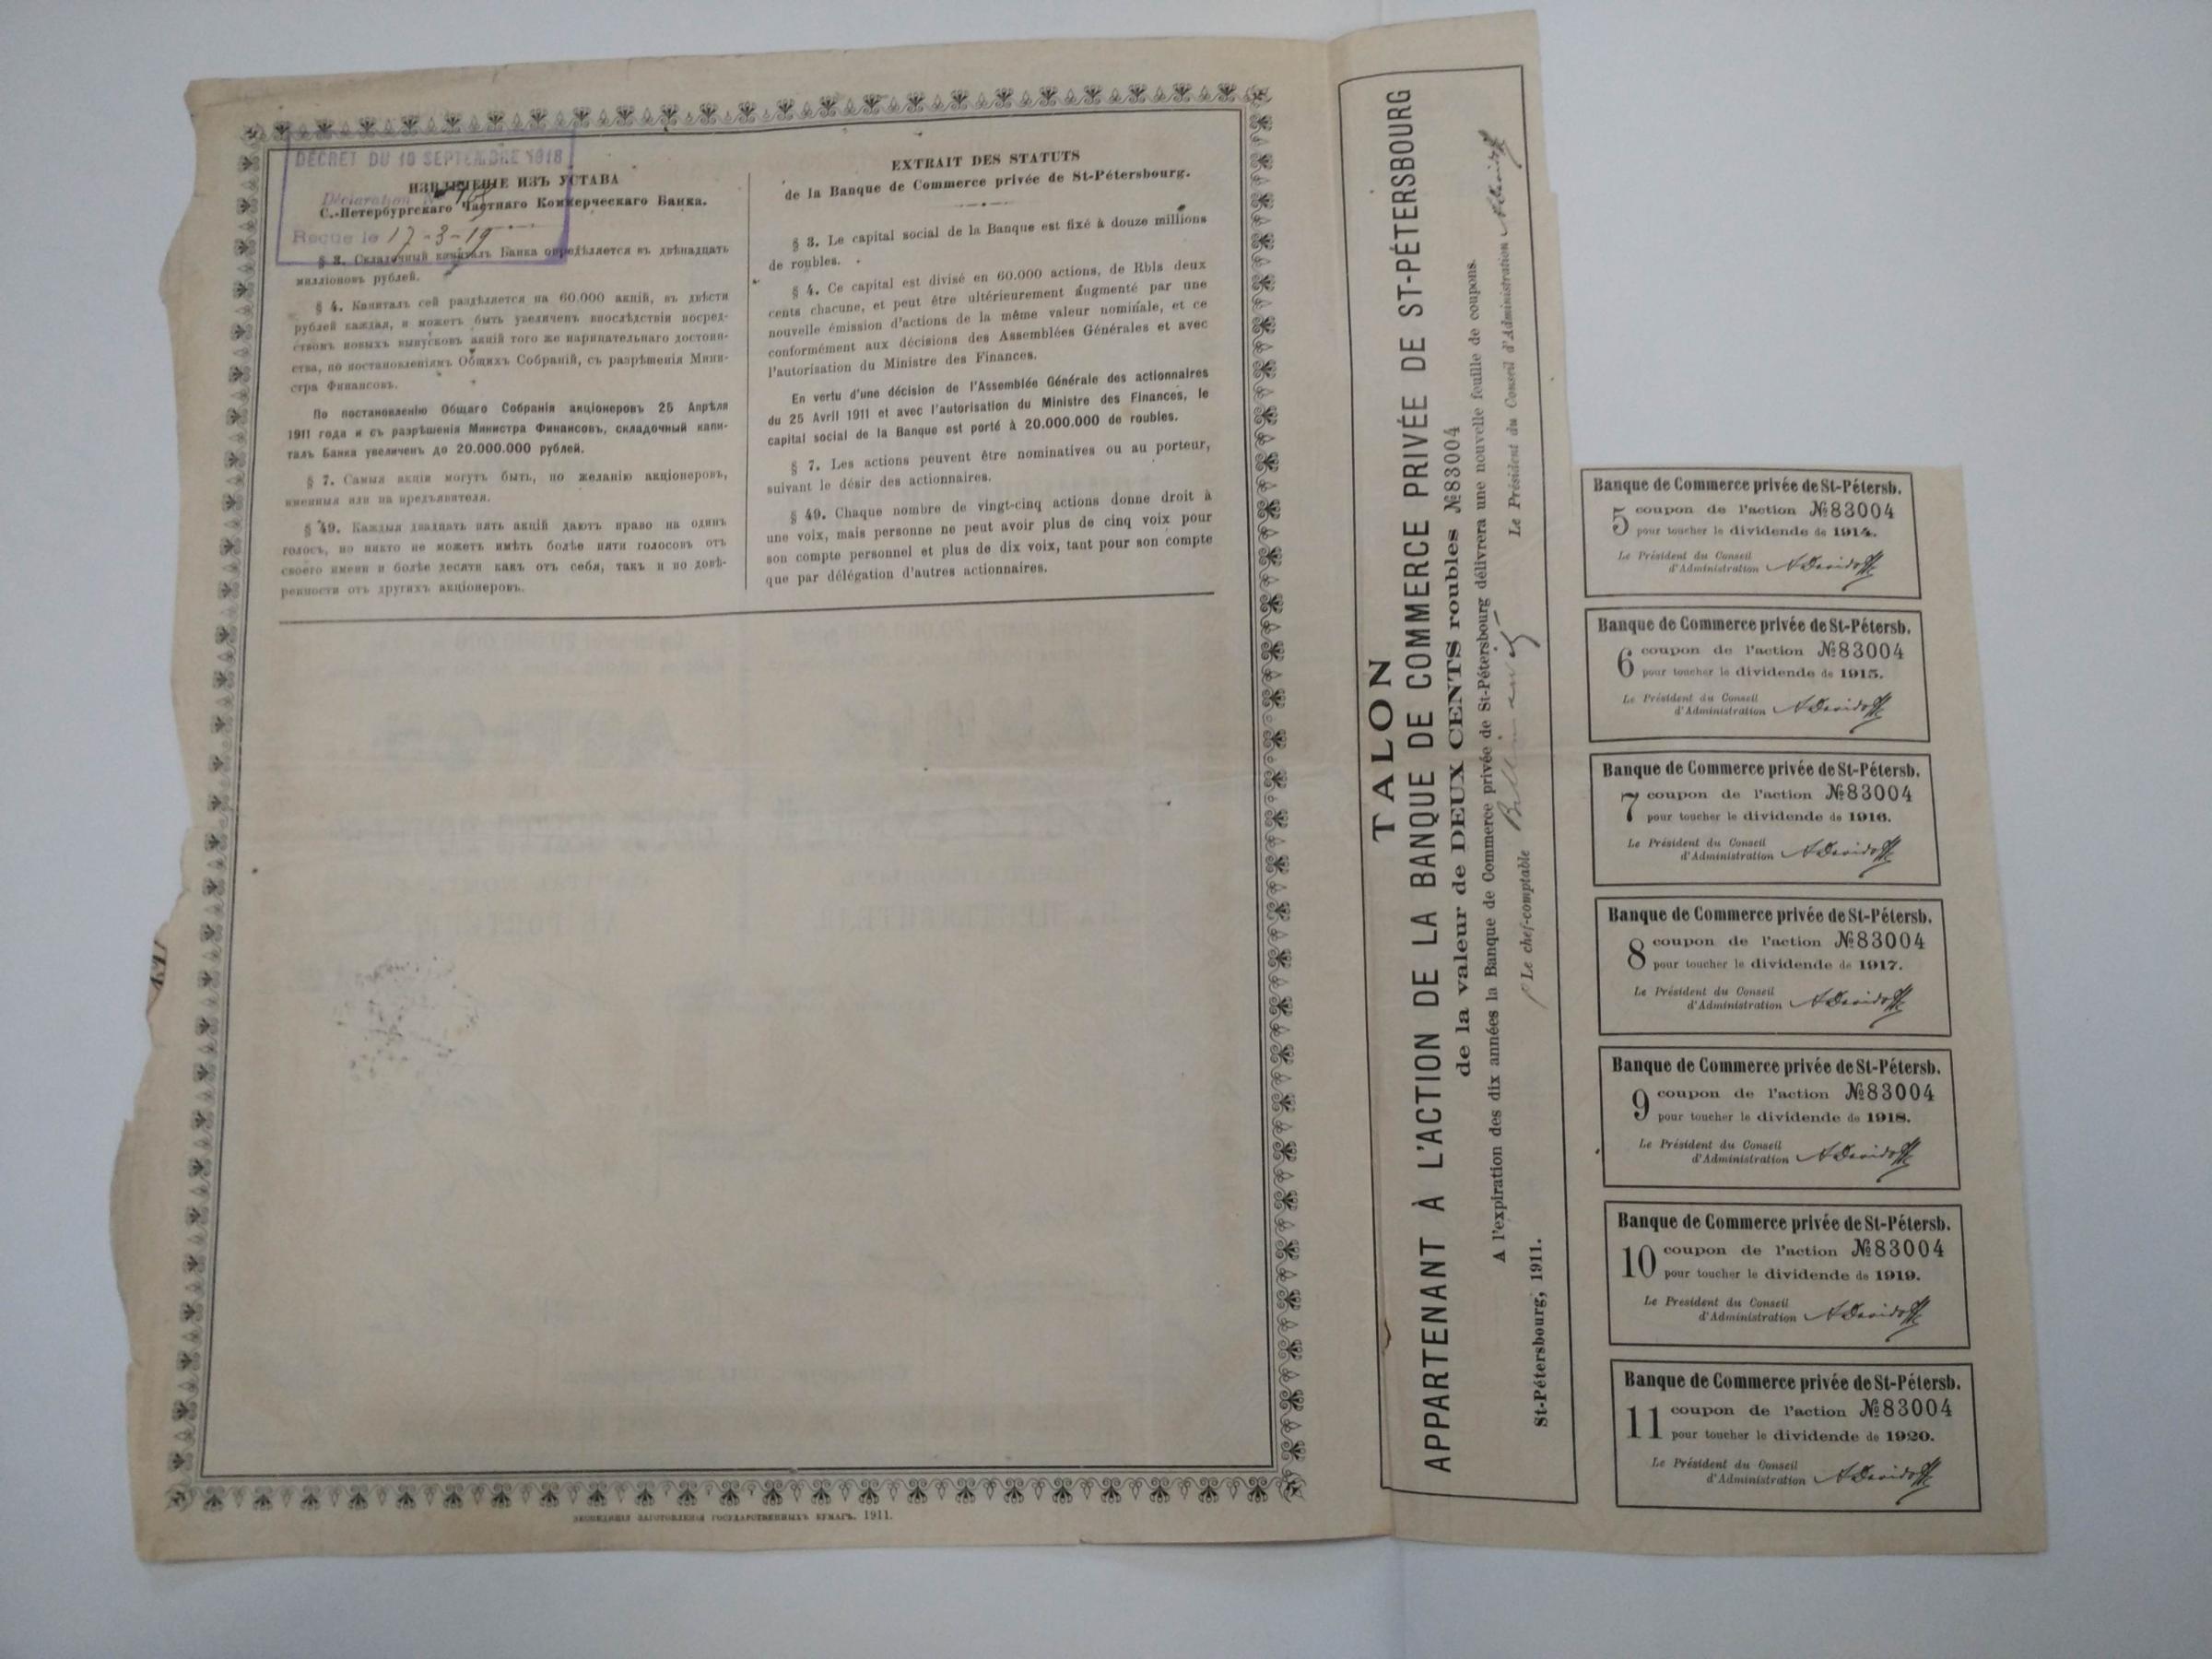 DÉCRET DU 10 SEPTEMBRE 1918
Déclaration N°
Reçue le 17-3-19
ИЗВЛЕЧЕНІЕ ИЗЪ УСТАВА
С.-Петербургскаго Частнаго Коммерческаго Банка.
§ 3. Складочный капиталъ Банка опредѣляется въ двѣнадцать
милліоновъ рублей.
§ 4. Капиталъ сей раздѣляется на 60.000 акцій, въ двѣсти
рублей каждая, и можетъ быть увеличенъ впослѣдствіи посред-
ствомъ новыхъ выпусковъ акцій того же нарицательнаго достоин-
ства, по постановленіямъ Общихъ Собраній, съ разрѣшенія Мини-
стра Финансовъ.
По постановленію Общаго Собранія акціонеровъ 25 Апрѣля
1911 года и съ разрѣшенія Министра Финансовъ, складочный капи-
талъ Банка увеличенъ до 20.000.000 рублей.
§ 7. Самыя акціи могутъ быть, по желанію акціонеровъ,
именныя или на предъявителя.
§ 49. Каждыя двадцать пять акцій даютъ право на одинъ
голосъ, но никто не можетъ имѣть болѣе пяти голосовъ отъ
своего имени и болѣе десяти какъ отъ себя, такъ и по довѣ-
ренности отъ другихъ акціонеровъ.
EXTRAIT DES STATUTS
de la Banque de Commerce privée de St-Pétersbourg.
§ 3. Le capital social de la Banque est fixé à douze millions
de roubles.
§ 4. Ce capital est divisé en 60.000 actions, de Rbls deux
cents chacune, et peut être ultérieurement augmenté par une
nouvelle émission d'actions de la même valeur nominale, et ce
conformément aux décisions des Assemblées Générales et avec
l'autorisation du Ministre des Finances.
En vertu d'une décision de l'Assemblée Générale des actionnaires
du 25 Avril 1911 et avec l'autorisation du Ministre des Finances, le
capital social de la Banque est porté à 20.000.000 de roubles.
§ 7. Les actions peuvent être nominatives ou au porteur,
suivant le désir des actionnaires.
§ 49. Chaque nombre de vingt-cinq actions donne droit à
une voix, mais personne ne peut avoir plus de cinq voix pour
son compte personnel et plus de dix voix, tant pour son compte
que par délégation d'autres actionnaires.
ЭКСПЕДИЦІЯ ЗАГОТОВЛЕНІЯ ГОСУДАРСТВЕННЫХЪ БУМАГЪ. 1911.
TALON
APPARTENANT À L'ACTION DE LA BANQUE DE COMMERCE PRIVÉE DE ST-PÉTERSBOURG
de la valeur de DEUX CENTS roubles №83004
A l'expiration des dix années la Banque de Commerce privée de St-Pétersbourg délivrera une nouvelle feuille de coupons.
Le Président du Conseil d'Administration ADavidoff
Le chef-comptable
St-Pétersbourg, 1911.
Banque de Commerce privée de St-Pétersb.
5 coupon de l'action №83004
pour toucher le dividende de 1914.
Le Président du Conseil
d'Administration ADavidoff
Banque de Commerce privée de St-Pétersb.
6 coupon de l'action №83004
pour toucher le dividende de 1915.
Le Président du Conseil
d'Administration ADavidoff
Banque de Commerce privée de St-Pétersb.
7 coupon de l'action №83004
pour toucher le dividende de 1916.
Le Président du Conseil
d'Administration ADavidoff
Banque de Commerce privée de St-Pétersb.
8 coupon de l'action №83004
pour toucher le dividende de 1917.
Le Président du Conseil
d'Administration ADavidoff
Banque de Commerce privée de St-Pétersb.
9 coupon de l'action №83004
pour toucher le dividende de 1918.
Le Président du Conseil
d'Administration ADavidoff
Banque de Commerce privée de St-Pétersb.
10 coupon de l'action №83004
pour toucher le dividende de 1919.
Le President du Conseil
d'Administration ADavidoff
Banque de Commerce privée de St-Pétersb.
11 coupon de l'action №83004
pour toucher le dividende de 1920.
Le Président du Conseil
d'Administration ADavidoff